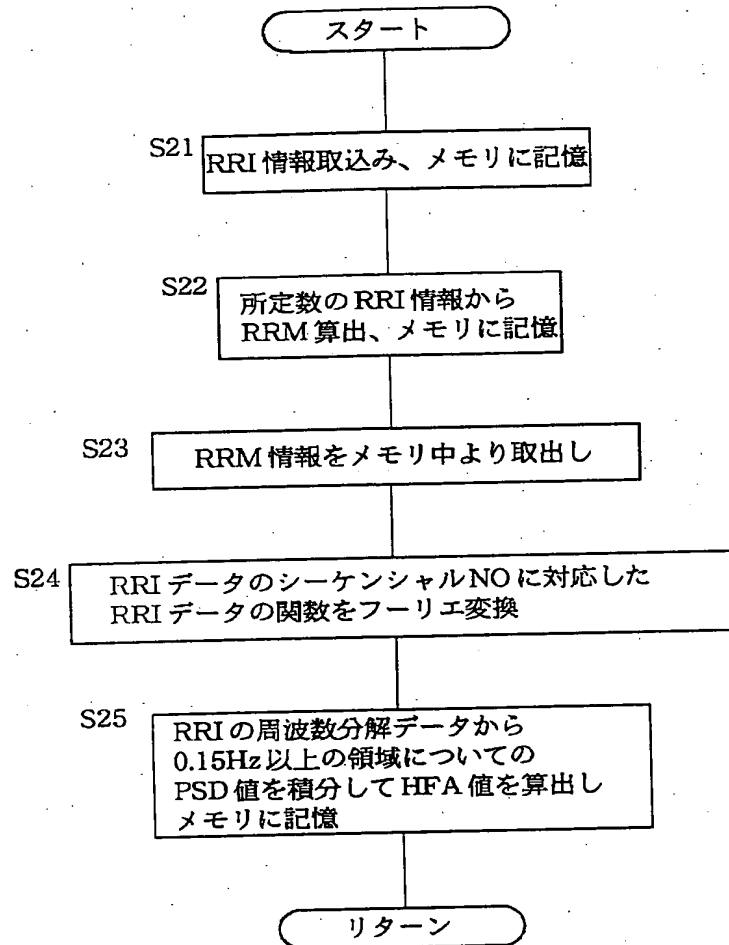 スタート
S21
RRI 情報取込み、メモリに記憶
S22
所定数の RRI 情報から
RRM 算出、メモリに記憶
S23
RRM 情報をメモリ中より取出し
S24
RRI データのシーケンシャル NO に対応した
RRI データの関数をフーリエ変換
S25
RRI の周波数分解データから
0.15Hz 以上の領域についての
PSD 値を積分して HFA 値を算出し
メモリに記憶
リターン